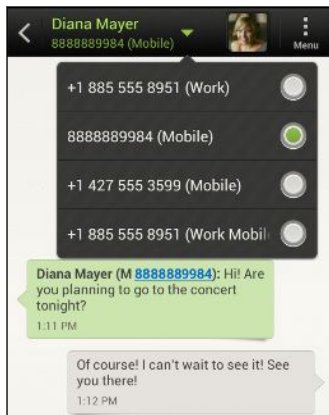 Diana Mayer
8888889984 (Mobile)
Menu
+1 885 555 8951 (Work)
8888889984 (Mobile)
+1 427 555 3599 (Mobile)
+1 885 555 8951 (Work Mobil
Diana Mayer (M 8888889984): Hi! Are
you planning to go to the concert
tonight?
1:11 PM
Of course! I can't wait to see it! See
you there!
1:12 PM